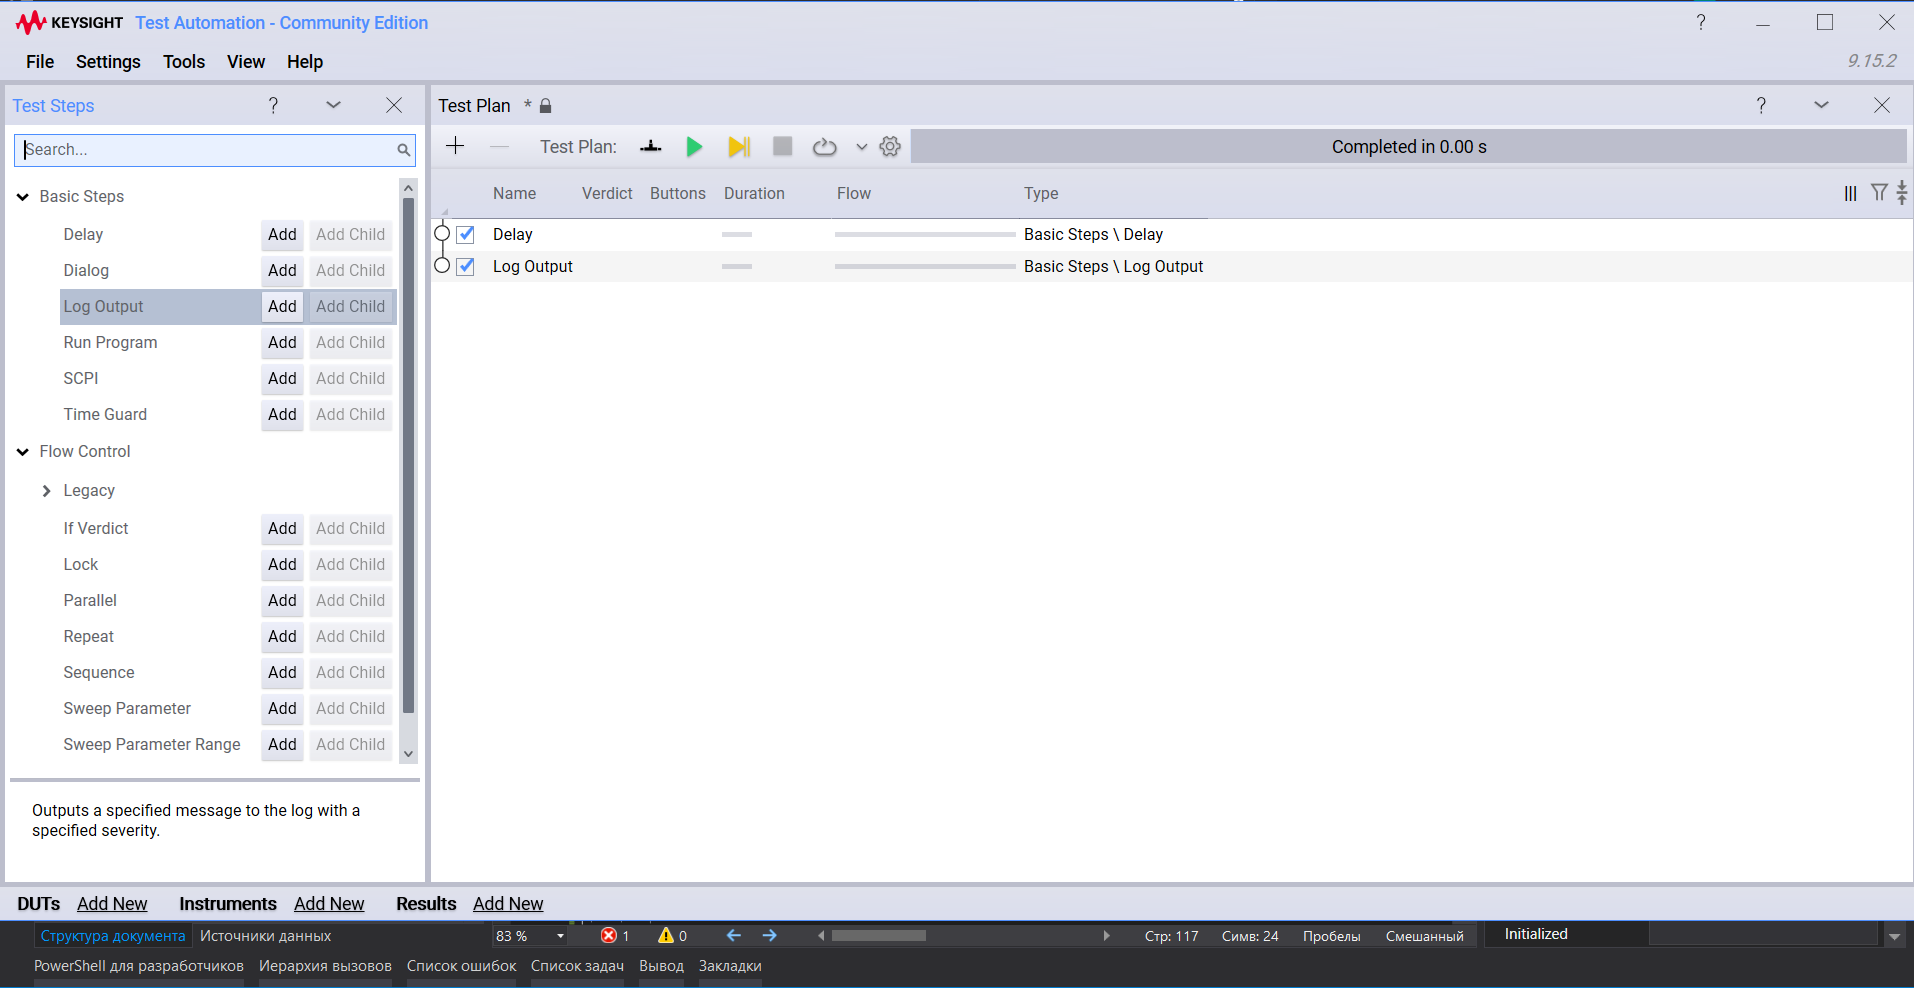 KEYSIGHT Test Automation - Community Edition ?
File Settings Tools View Help 9.15.2
Test Steps ?
Search...
Basic Steps
Delay Add Add Child
Dialog Add Add Child
Log Output Add Add Child
Run Program Add Add Child
SCPI Add Add Child
Time Guard Add Add Child
Flow Control
Legacy
If Verdict Add Add Child
Lock Add Add Child
Parallel Add Add Child
Repeat Add Add Child
Sequence Add Add Child
Sweep Parameter Add Add Child
Sweep Parameter Range Add Add Child
Outputs a specified message to the log with a
specified severity.
Test Plan * ?
Test Plan: Completed in 0.00 s
Name Verdict Buttons Duration Flow Type
Delay Basic Steps \ Delay
Log Output Basic Steps \ Log Output
DUTs Add New Instruments Add New Results Add New
Структура документа Источники данных 83 % 1 0 Стр: 117 Симв: 24 Пробелы Смешанный Initialized
PowerShell для разработчиков Иерархия вызовов Список ошибок Список задач Вывод Закладки